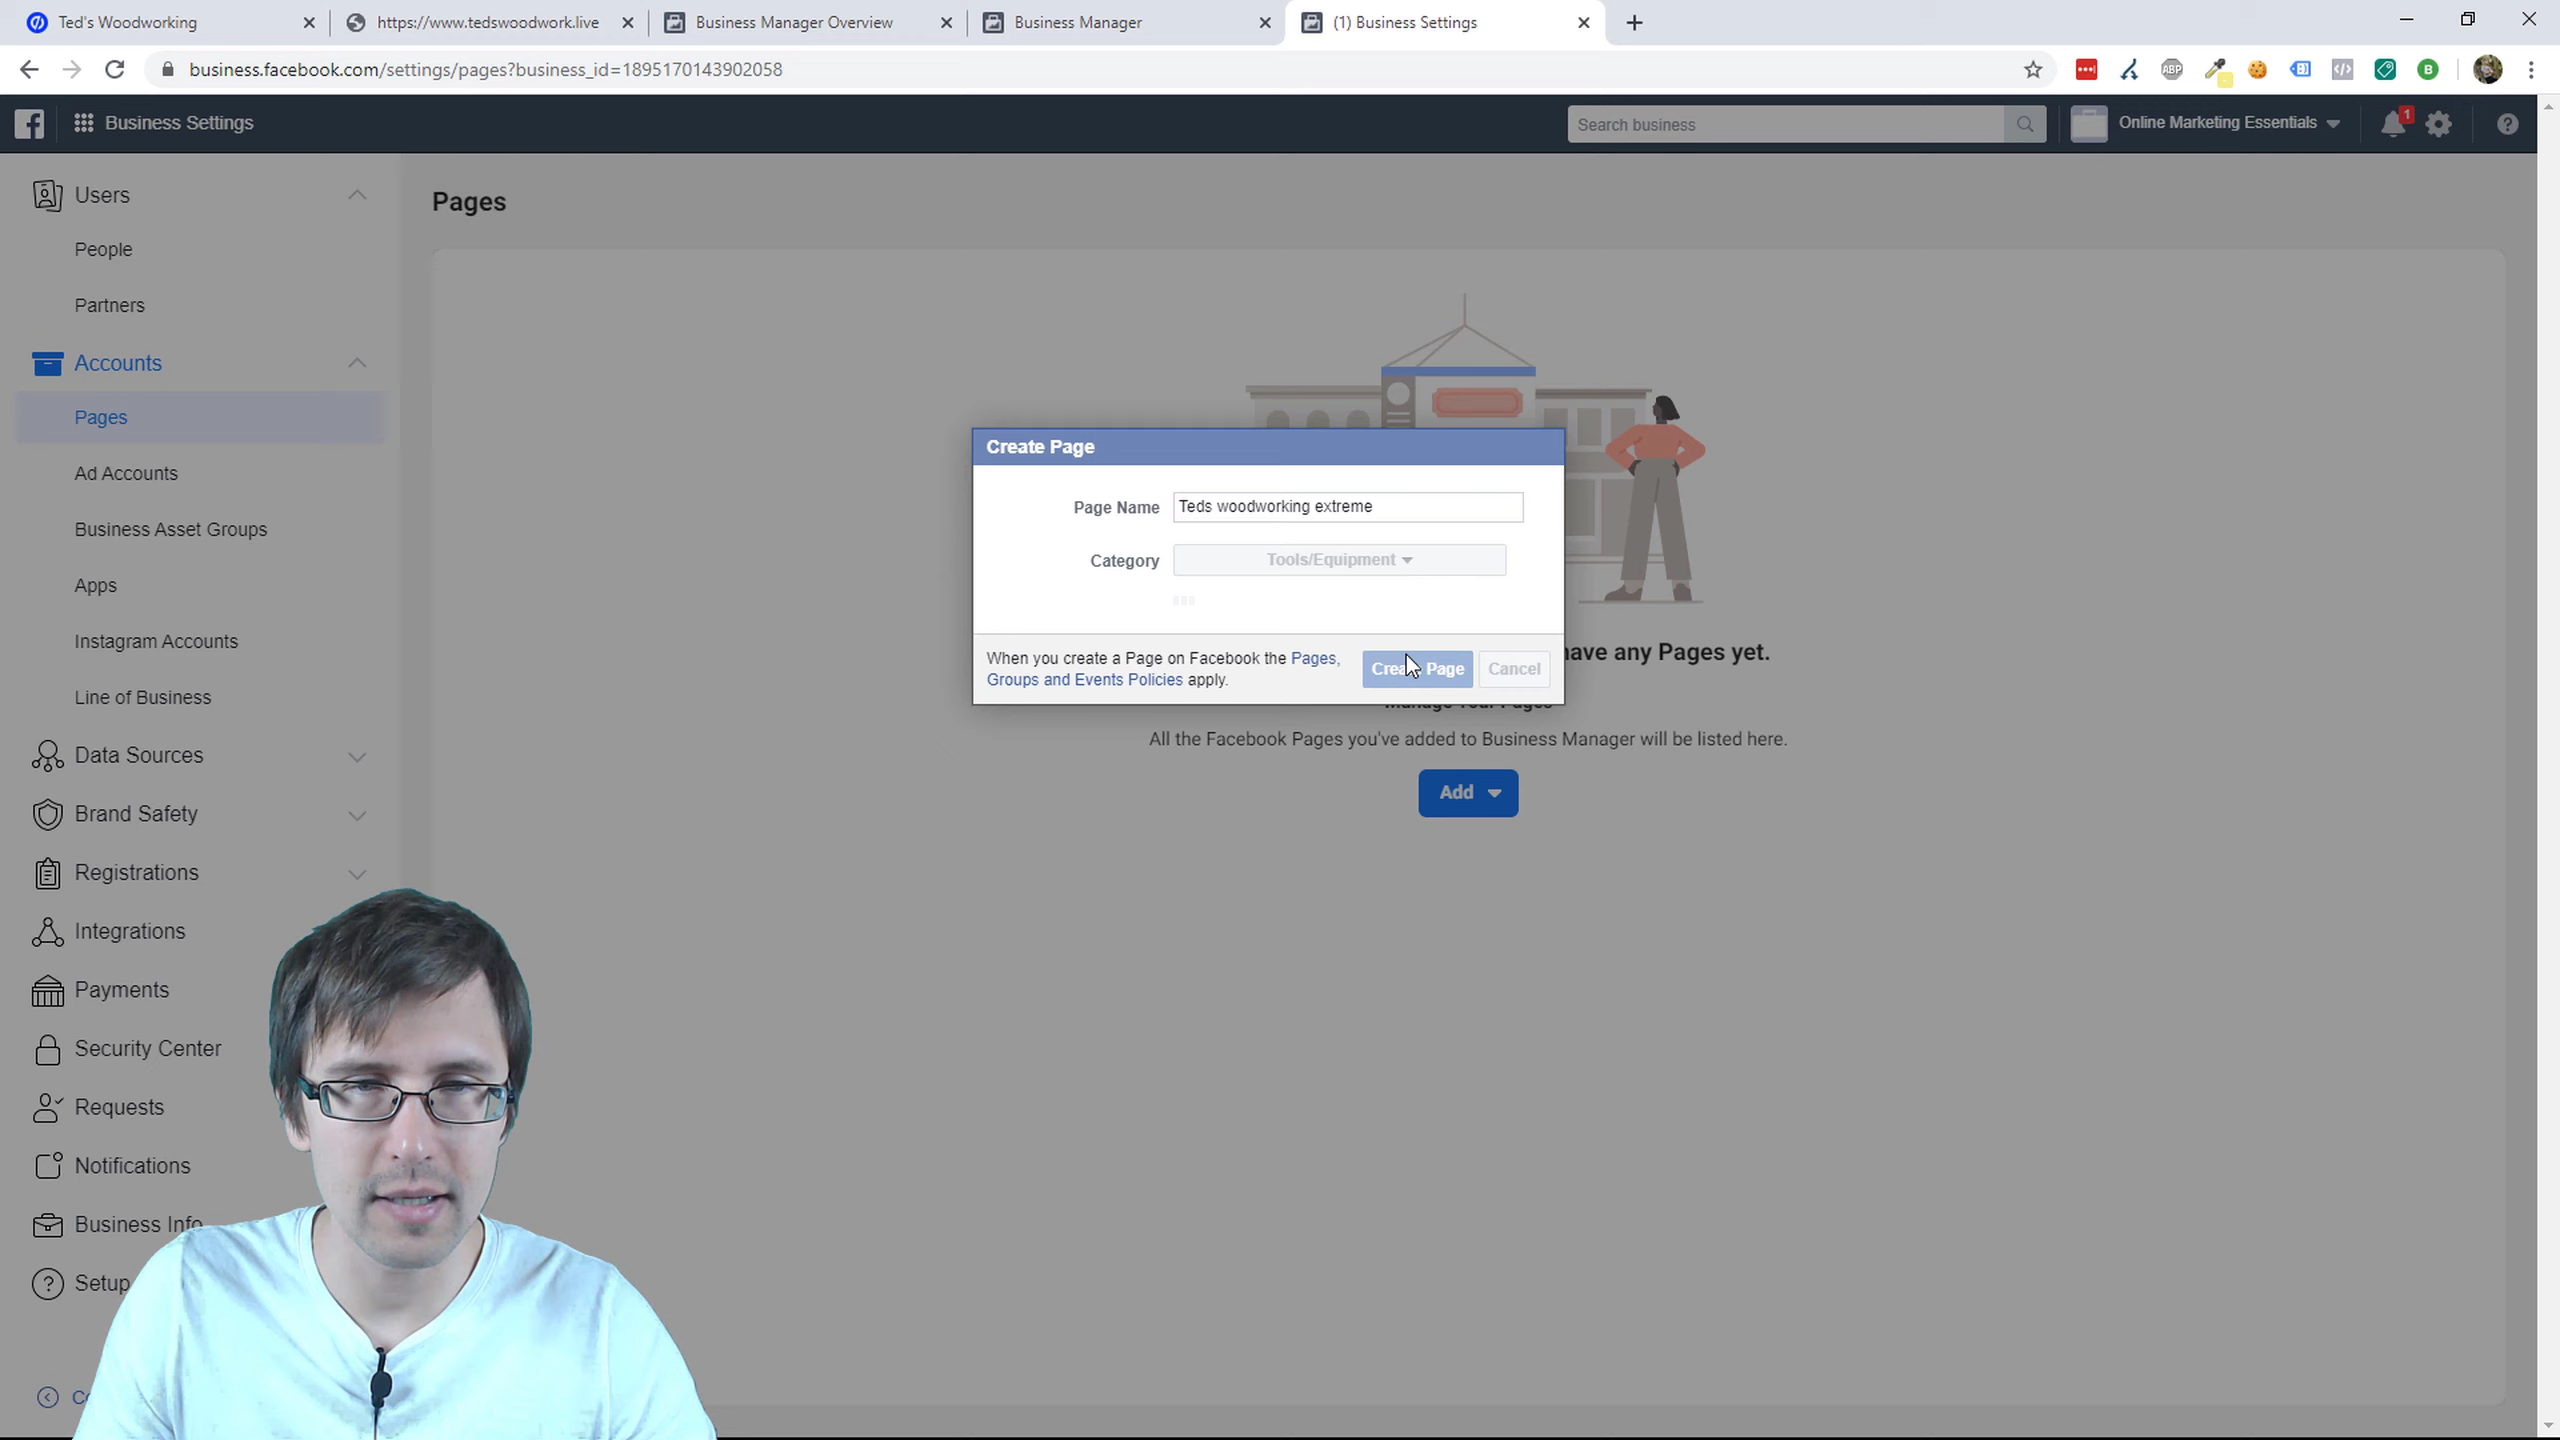 Ted's Woodworking
https://www.tedswoodwork.live
Business Manager Overview
Business Manager
(1) Business Settings
business.facebook.com/settings/pages?business_id=1895170143902058
ABP
B
Business Settings
Search business
Online Marketing Essentials
1
Users
People
Partners
Accounts
Pages
Ad Accounts
Business Asset Groups
Apps
Instagram Accounts
Line of Business
Data Sources
Brand Safety
Registrations
Integrations
Payments
Security Center
Requests
Notifications
Business Info
Setup
Pages
Create Page
Page Name
Teds woodworking extreme
Category
Tools/Equipment
When you create a Page on Facebook the Pages,
Groups and Events Policies apply.
Create Page
Cancel
have any Pages yet.
Manage Your Pages
All the Facebook Pages you've added to Business Manager will be listed here.
Add